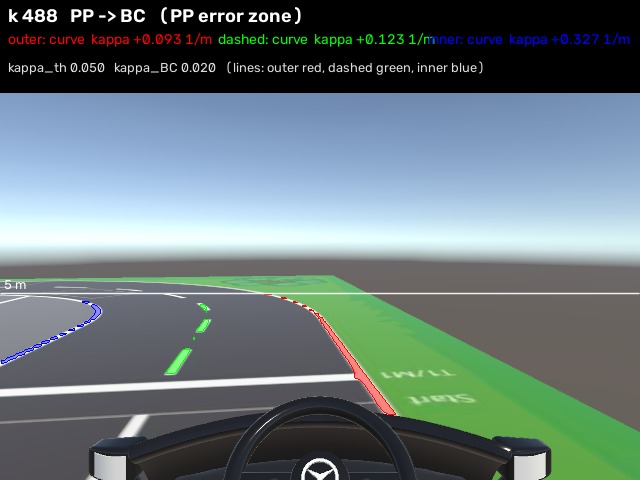 k 488 PP -> BC (PP error zone)
outer: curve kappa +0.093 1/m dashed: curve kappa +0.123 1/m inner: curve kappa +0.327 1/m
kappa_th 0.050 kappa_BC 0.020 (lines: outer red, dashed green, inner blue)
5 m
T1/M1
Start